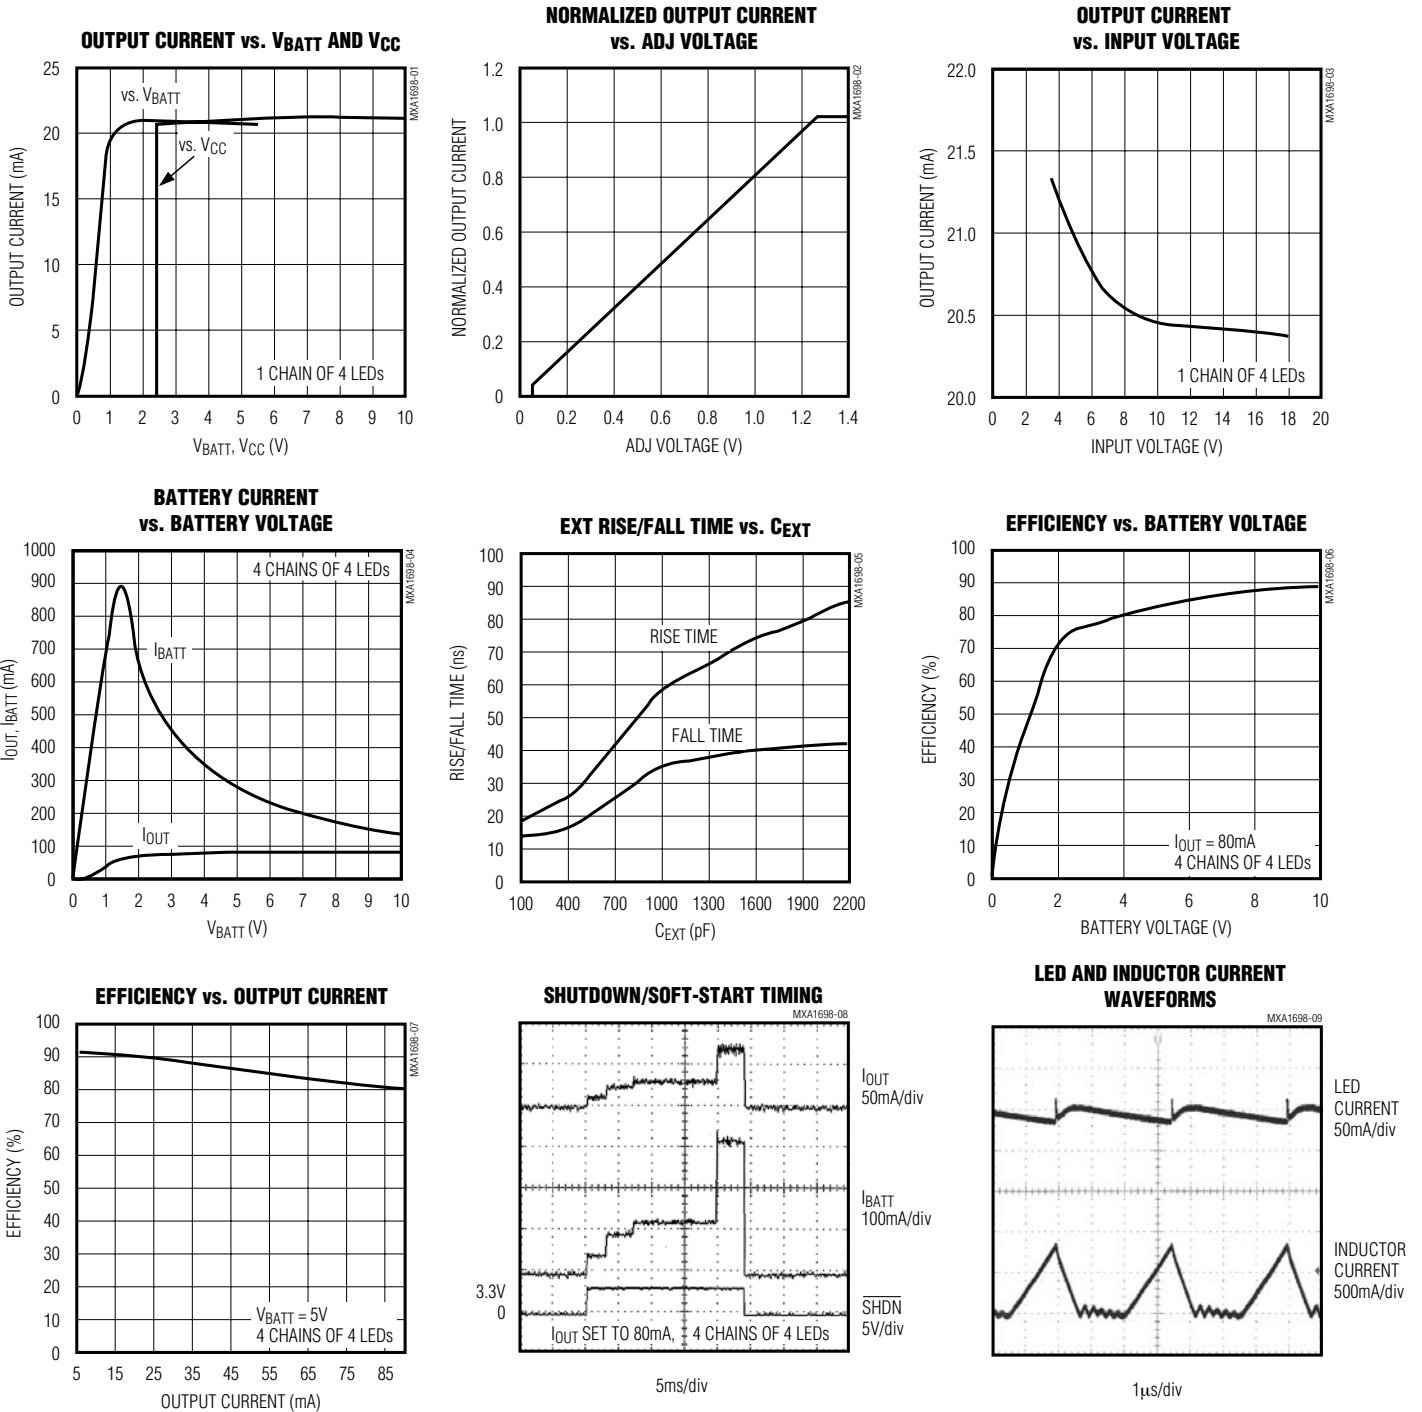 OUTPUT CURRENT vs. VBATT AND VCC
25
20
15
10
5
0
OUTPUT CURRENT (mA)
vs. VBATT
vs. VCC
1 CHAIN OF 4 LEDs
0 1 2 3 4 5 6 7 8 9 10
VBATT, VCC (V)
MXA1698-01
NORMALIZED OUTPUT CURRENT
vs. ADJ VOLTAGE
1.2
1.0
0.8
0.6
0.4
0.2
0
NORMALIZED OUTPUT CURRENT
0 0.2 0.4 0.6 0.8 1.0 1.2 1.4
ADJ VOLTAGE (V)
MXA1698-02
OUTPUT CURRENT
vs. INPUT VOLTAGE
22.0
21.5
21.0
20.5
20.0
OUTPUT CURRENT (mA)
1 CHAIN OF 4 LEDs
0 2 4 6 8 10 12 14 16 18 20
INPUT VOLTAGE (V)
MXA1698-03
BATTERY CURRENT
vs. BATTERY VOLTAGE
1000
900
800
700
600
500
400
300
200
100
0
IOUT, IBATT (mA)
4 CHAINS OF 4 LEDs
IBATT
IOUT
0 1 2 3 4 5 6 7 8 9 10
VBATT (V)
MXA1698-04
EXT RISE/FALL TIME vs. CEXT
100
90
80
70
60
50
40
30
20
10
0
RISE/FALL TIME (ns)
RISE TIME
FALL TIME
100 400 700 1000 1300 1600 1900 2200
CEXT (pF)
MXA1698-05
EFFICIENCY vs. BATTERY VOLTAGE
100
90
80
70
60
50
40
30
20
10
0
EFFICIENCY (%)
IOUT = 80mA
4 CHAINS OF 4 LEDs
0 2 4 6 8 10
BATTERY VOLTAGE (V)
MXA1698-06
EFFICIENCY vs. OUTPUT CURRENT
100
90
80
70
60
50
40
30
20
10
0
EFFICIENCY (%)
VBATT = 5V
4 CHAINS OF 4 LEDs
5 15 25 35 45 55 65 75 85
OUTPUT CURRENT (mA)
MXA1698-07
SHUTDOWN/SOFT-START TIMING
MXA1698-08
IOUT
50mA/div
IBATT
100mA/div
3.3V
0
SHDN
5V/div
IOUT SET TO 80mA, 4 CHAINS OF 4 LEDs
5ms/div
LED AND INDUCTOR CURRENT
WAVEFORMS
MXA1698-09
LED
CURRENT
50mA/div
INDUCTOR
CURRENT
500mA/div
1μs/div